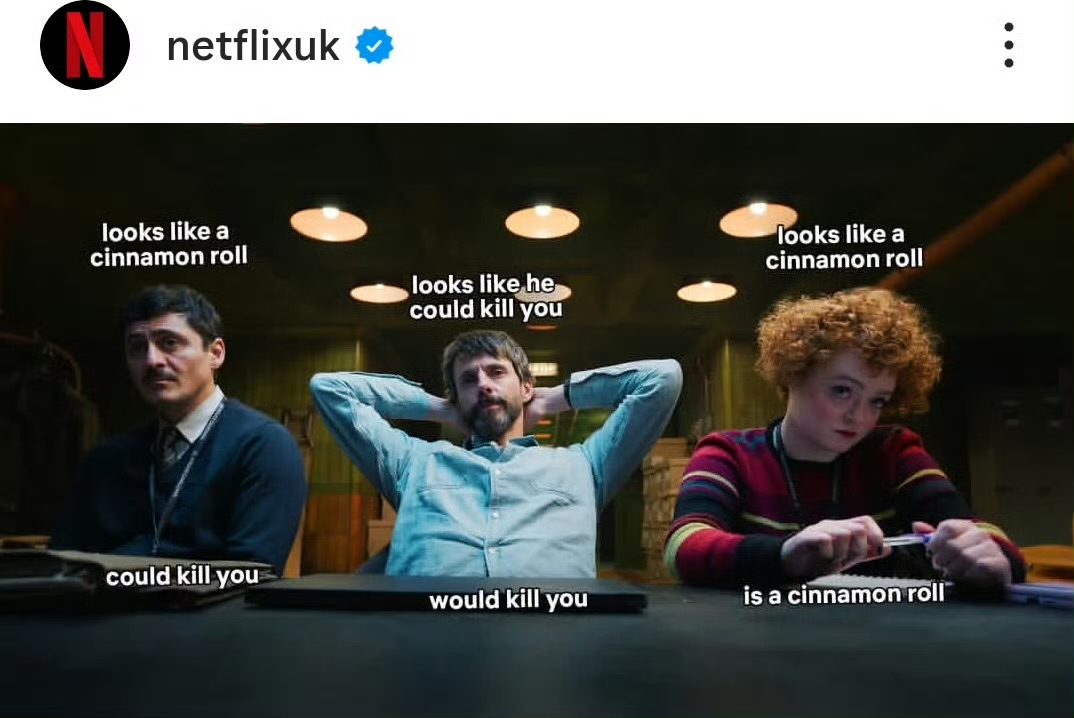 netflixuk
looks like a
cinnamon roll
looks like he
could kill you
looks like a
cinnamon roll
could kill you
would kill you
is a cinnamon roll